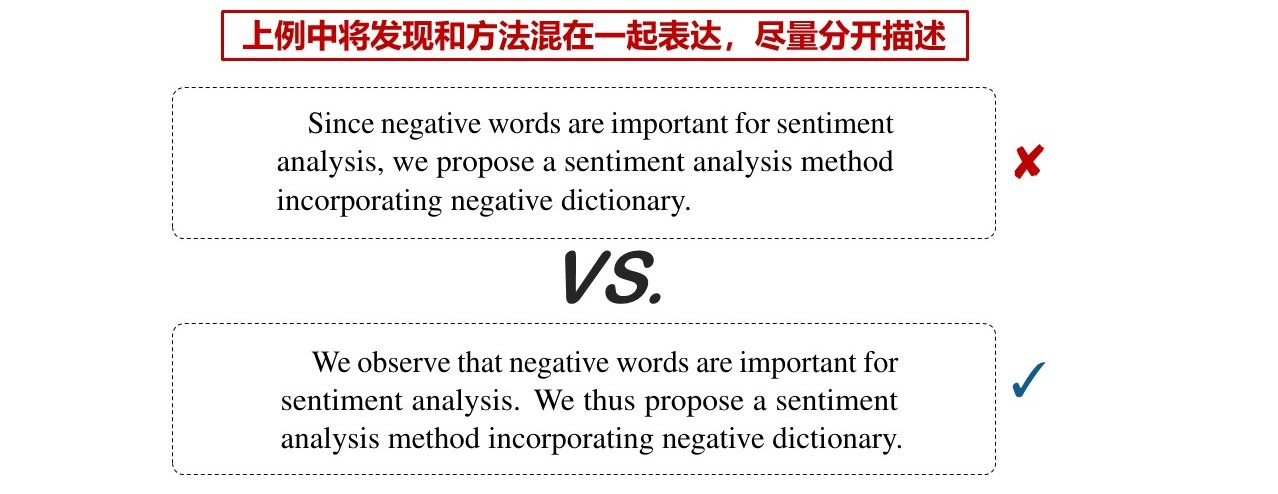 上例中将发现和方法混在一起表达，尽量分开描述
Since negative words are important for sentiment
analysis, we propose a sentiment analysis method
incorporating negative dictionary.
✘
VS.
We observe that negative words are important for
sentiment analysis. We thus propose a sentiment
analysis method incorporating negative dictionary.
✓